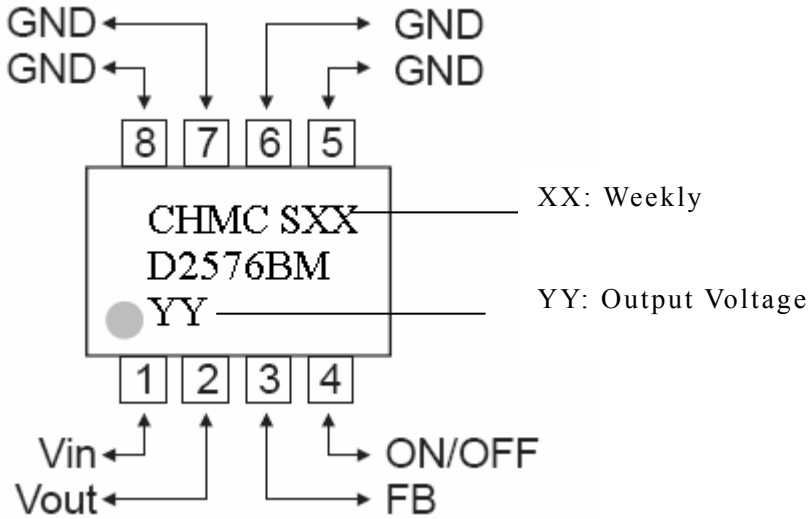 GND GND
GND GND
8 7 6 5
CHMC SXX
D2576BM
YY
XX: Weekly
YY: Output Voltage
1 2 3 4
Vin ON/OFF
Vout FB